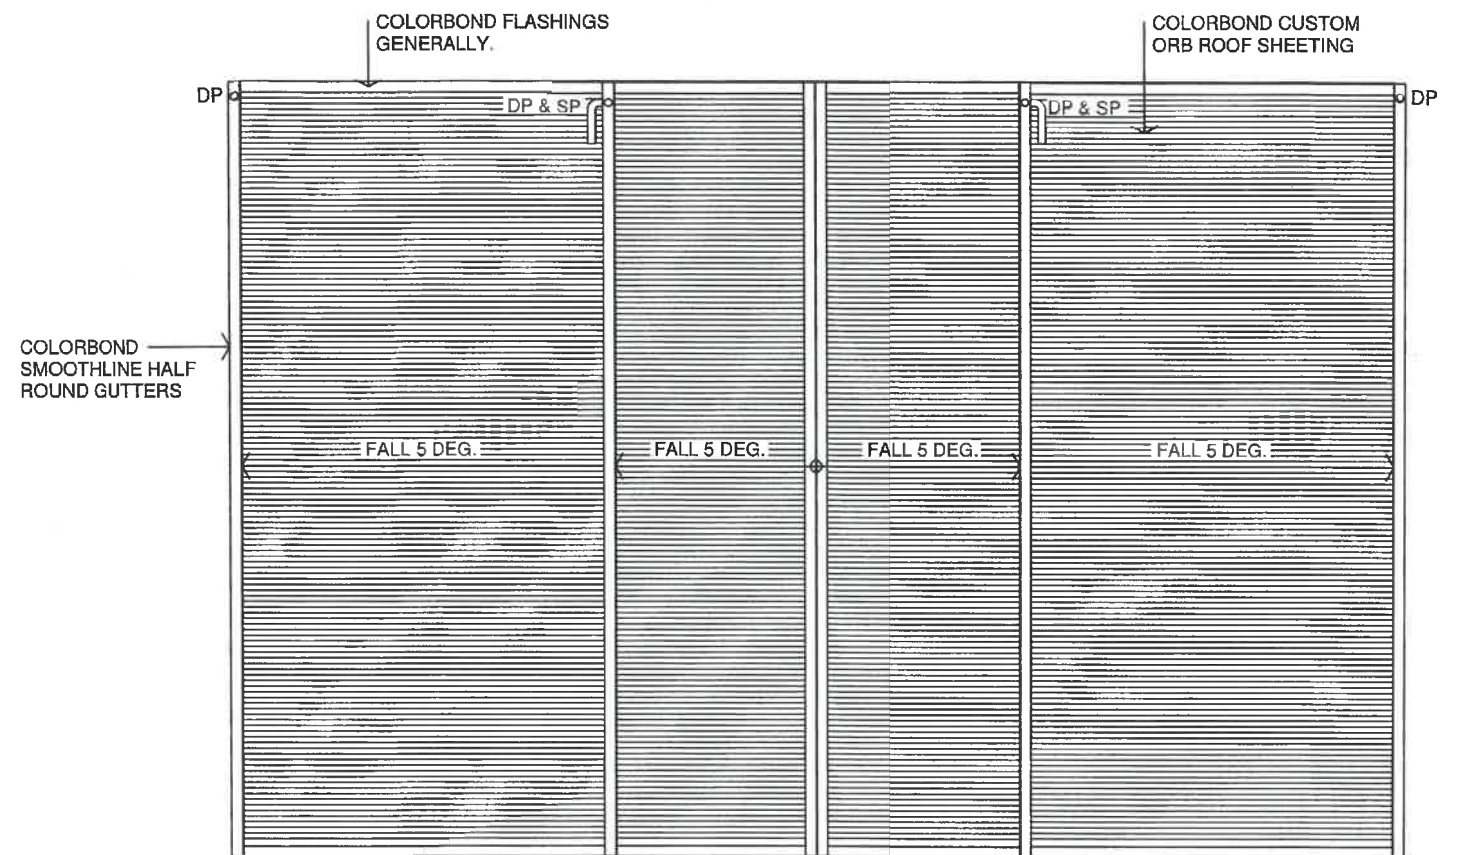 COLORBOND FLASHINGS
GENERALLY.
COLORBOND CUSTOM
ORB ROOF SHEETING
DP
DP & SP
DP & SP
DP
COLORBOND
SMOOTHLINE HALF
ROUND GUTTERS
FALL 5 DEG.
FALL 5 DEG.
FALL 5 DEG.
FALL 5 DEG.